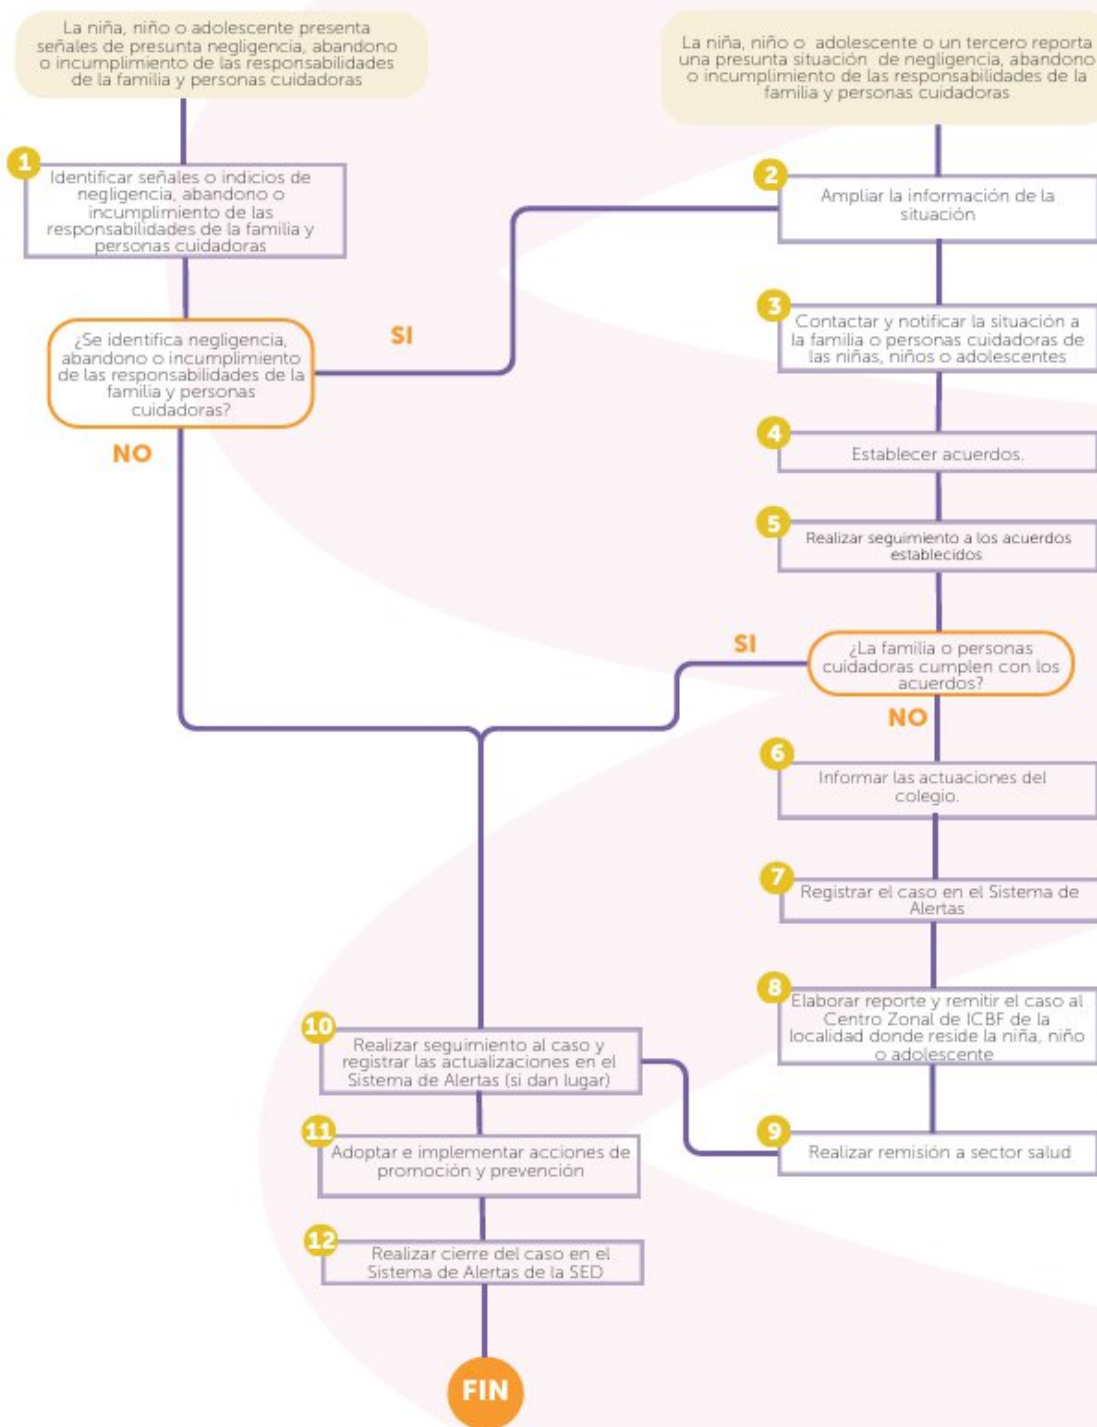 La niña, niño o adolescente presenta
señales de presunta negligencia, abandono
o incumplimiento de las responsabilidades
de la familia y personas cuidadoras
La niña, niño o adolescente o un tercero reporta
una presunta situación de negligencia, abandono
o incumplimiento de las responsabilidades de la
familia y personas cuidadoras
1
Identificar señales o indicios de
negligencia, abandono o
incumplimiento de las
responsabilidades de la familia y
personas cuidadoras
¿Se identifica negligencia,
abandono o incumplimiento
de las responsabilidades de la
familia y personas
cuidadoras?
SI
NO
2
Ampliar la información de la
situación
3
Contactar y notificar la situación a
la familia o personas cuidadoras de
las niñas, niños o adolescentes
4
Establecer acuerdos.
5
Realizar seguimiento a los acuerdos
establecidos
¿La familia o personas
cuidadoras cumplen con los
acuerdos?
SI
NO
6
Informar las actuaciones del
colegio.
7
Registrar el caso en el Sistema de
Alertas
8
Elaborar reporte y remitir el caso al
Centro Zonal de ICBF de la
localidad donde reside la niña, niño
o adolescente
9
Realizar remisión a sector salud
10
Realizar seguimiento al caso y
registrar las actualizaciones en el
Sistema de Alertas (si dan lugar)
11
Adoptar e implementar acciones de
promoción y prevención
12
Realizar cierre del caso en el
Sistema de Alertas de la SED
FIN